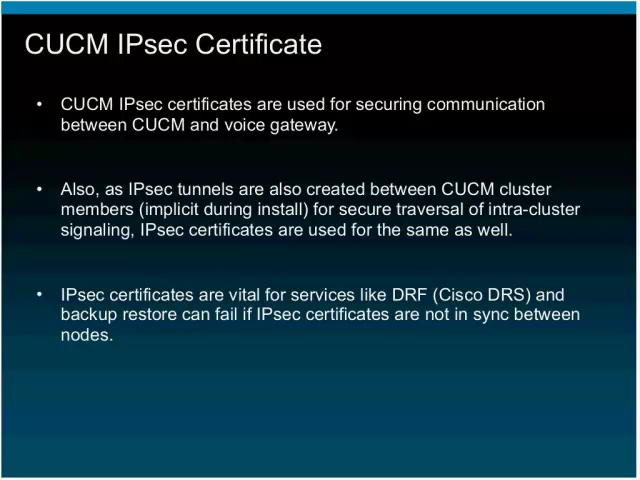 CUCM IPsec Certificate
• CUCM IPsec certificates are used for securing communication
between CUCM and voice gateway.
• Also, as IPsec tunnels are also created between CUCM cluster
members (implicit during install) for secure traversal of intra-cluster
signaling, IPsec certificates are used for the same as well.
• IPsec certificates are vital for services like DRF (Cisco DRS) and
backup restore can fail if IPsec certificates are not in sync between
nodes.